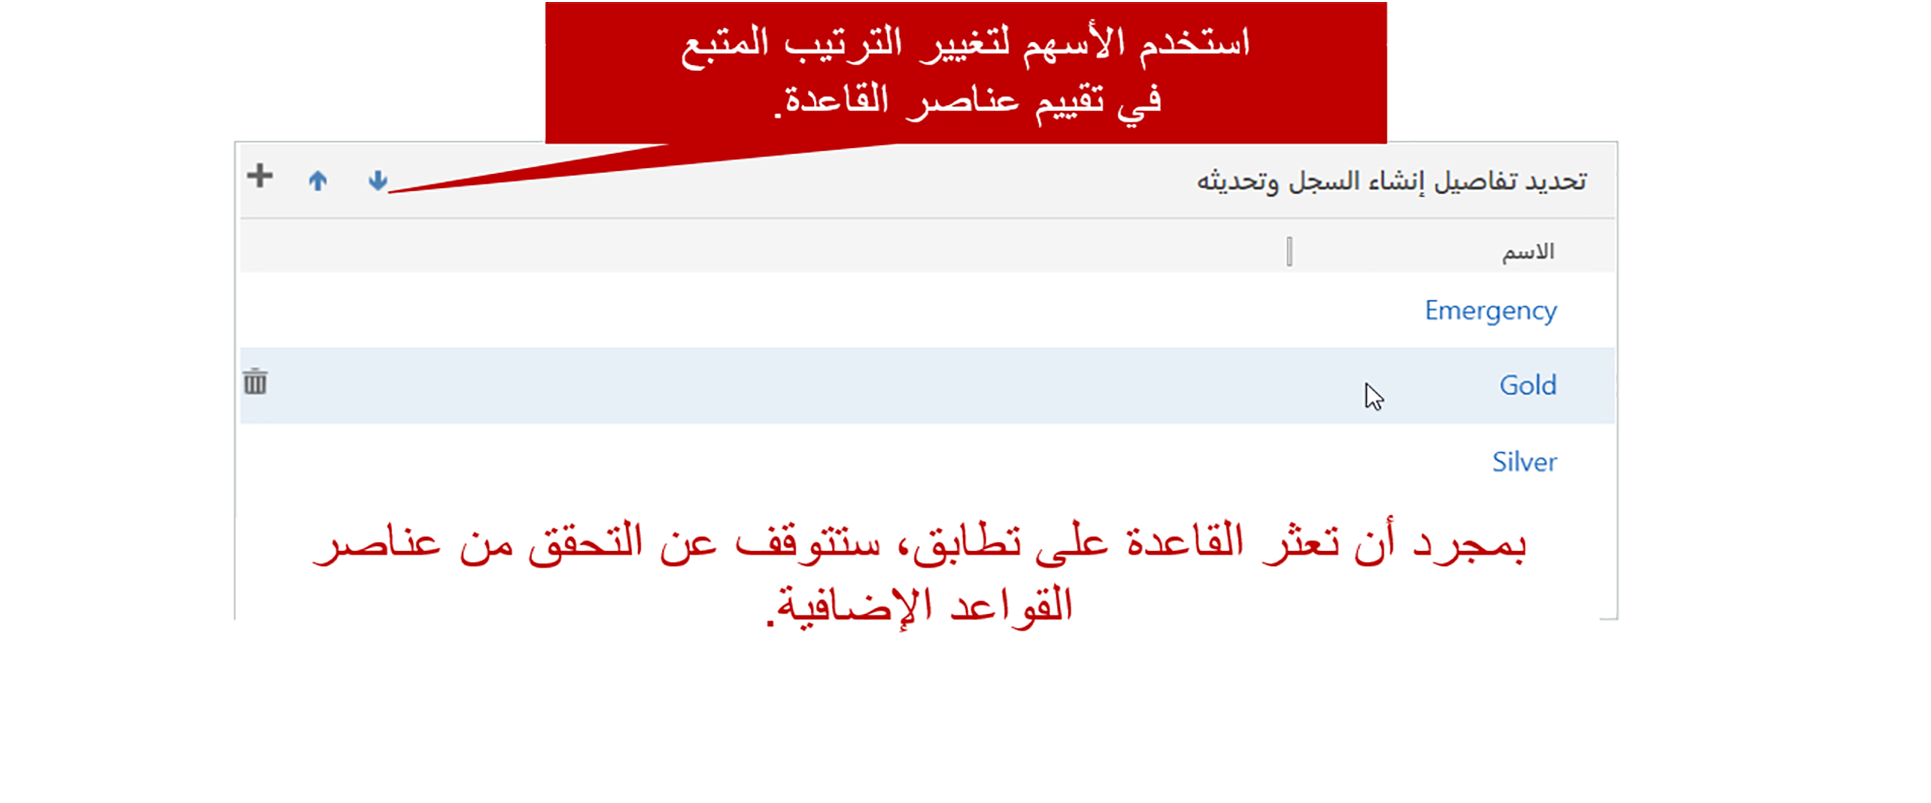 استخدم الأسهم لتغيير الترتيب المتبع
في تقييم عناصر القاعدة.
تحديد تفاصيل إنشاء السجل وتحديثه
الاسم
Emergency
Gold
Silver
بمجرد أن تعثر القاعدة على تطابق، ستتوقف عن التحقق من عناصر
القواعد الإضافية.